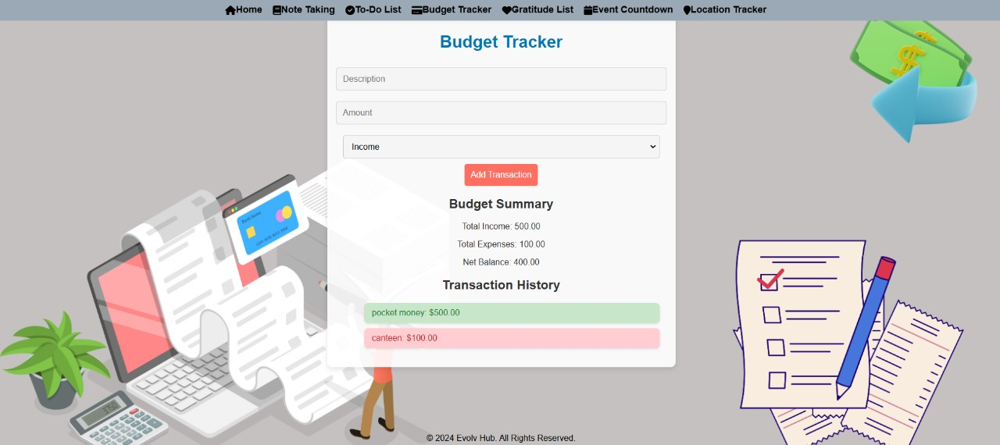 Home Note Taking To-Do List Budget Tracker Gratitude List Event Countdown Location Tracker
Budget Tracker
Description
Amount
Income
Add Transaction
Budget Summary
Total Income: 500.00
Total Expenses: 100.00
Net Balance: 400.00
Transaction History
pocket money: $500.00
canteen: $100.00
© 2024 Evolv Hub. All Rights Reserved.